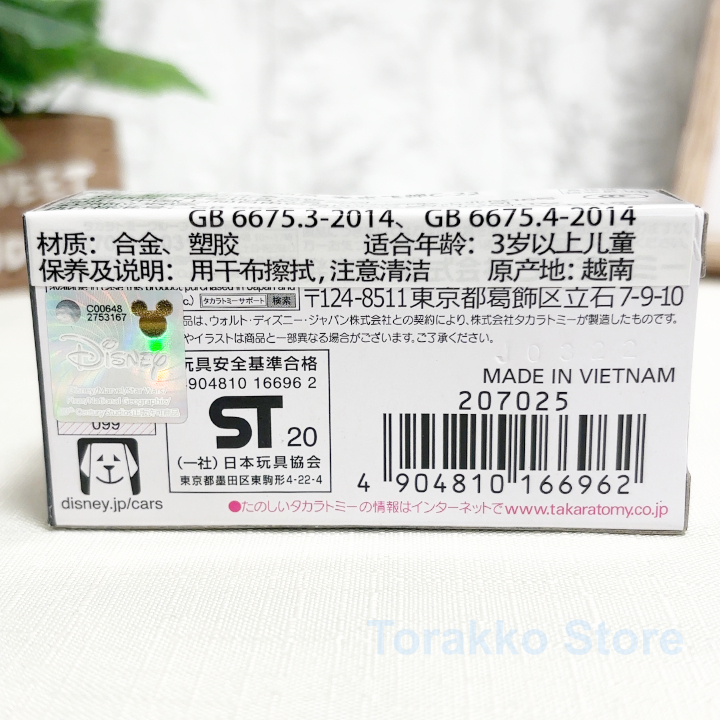 GB 6675.3-2014、 GB 6675.4-2014
材质：合金、塑胶 适合年龄：3岁以上儿童
保养及说明：用干布擦拭，注意清洁 原产地：越南
タカラトミーサポート 検索
〒124-8511 東京都葛飾区立石7-9-10
品は、ウォルト・ディズニー・ジャパン株式会社との契約により、株式会社タカラトミーが製造したものです。
やイラストは商品と一部異なる場合がございます。ご了承ください。
C00648
2753167
Disney
099
disney.jp/cars
玩具安全基準合格
904810 16696 2
ST 20
(一社)日本玩具協会
東京都墨田区東駒形4-22-4
MADE IN VIETNAM
207025
4 904810 166962
●たのしいタカラトミーの情報はインターネットで www.takaratomy.co.jp
Torakko Store